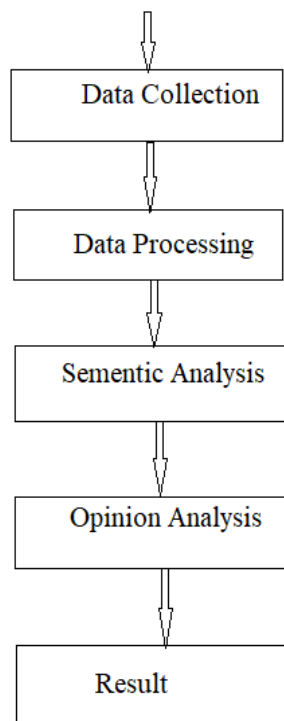 Data Collection
Data Processing
Sementic Analysis
Opinion Analysis
Result